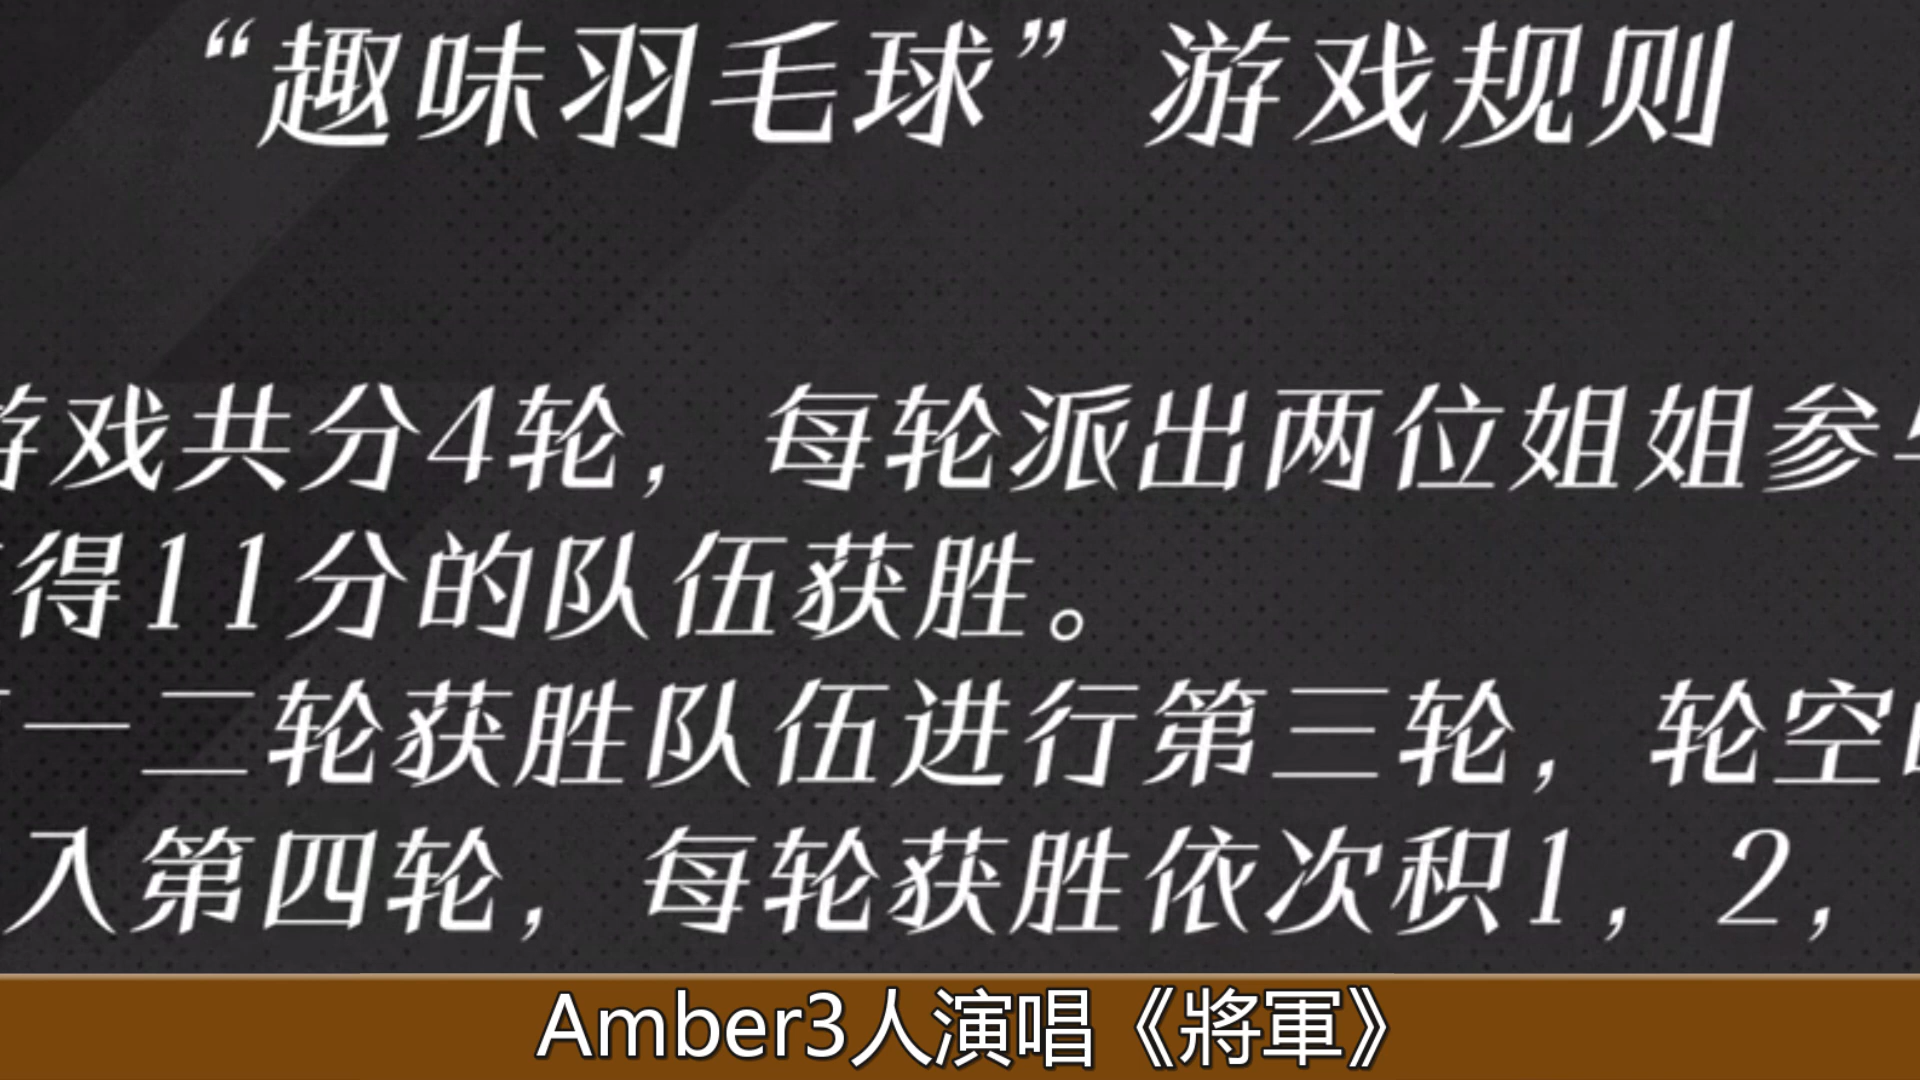 “趣味羽毛球”游戏规则
游戏共分4轮，每轮派出两位姐姐参与
得11分的队伍获胜。
一二轮获胜队伍进行第三轮，轮空
入第四轮，每轮获胜依次积1，2，
Amber3人演唱《將軍》